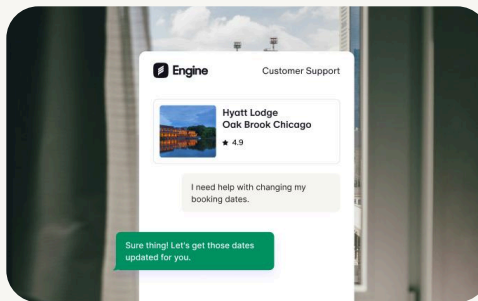 Engine
Customer Support
Hyatt Lodge
Oak Brook Chicago
★ 4.9
I need help with changing my
booking dates.
Sure thing! Let's get those dates
updated for you.